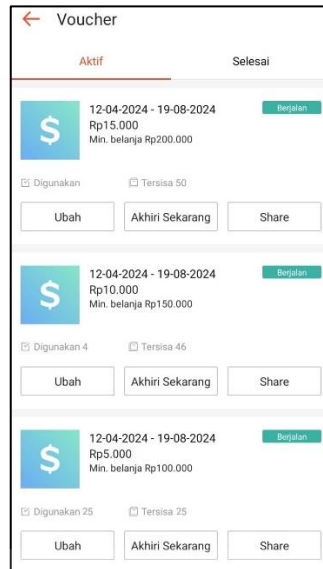 ← Voucher
Aktif Selesai
$
12-04-2024 - 19-08-2024 Berjalan
Rp15.000
Min. belanja Rp200.000
Digunakan Tersisa 50
Ubah Akhiri Sekarang Share
$
12-04-2024 - 19-08-2024 Berjalan
Rp10.000
Min. belanja Rp150.000
Digunakan 4 Tersisa 46
Ubah Akhiri Sekarang Share
$
12-04-2024 - 19-08-2024 Berjalan
Rp5.000
Min. belanja Rp100.000
Digunakan 25 Tersisa 25
Ubah Akhiri Sekarang Share